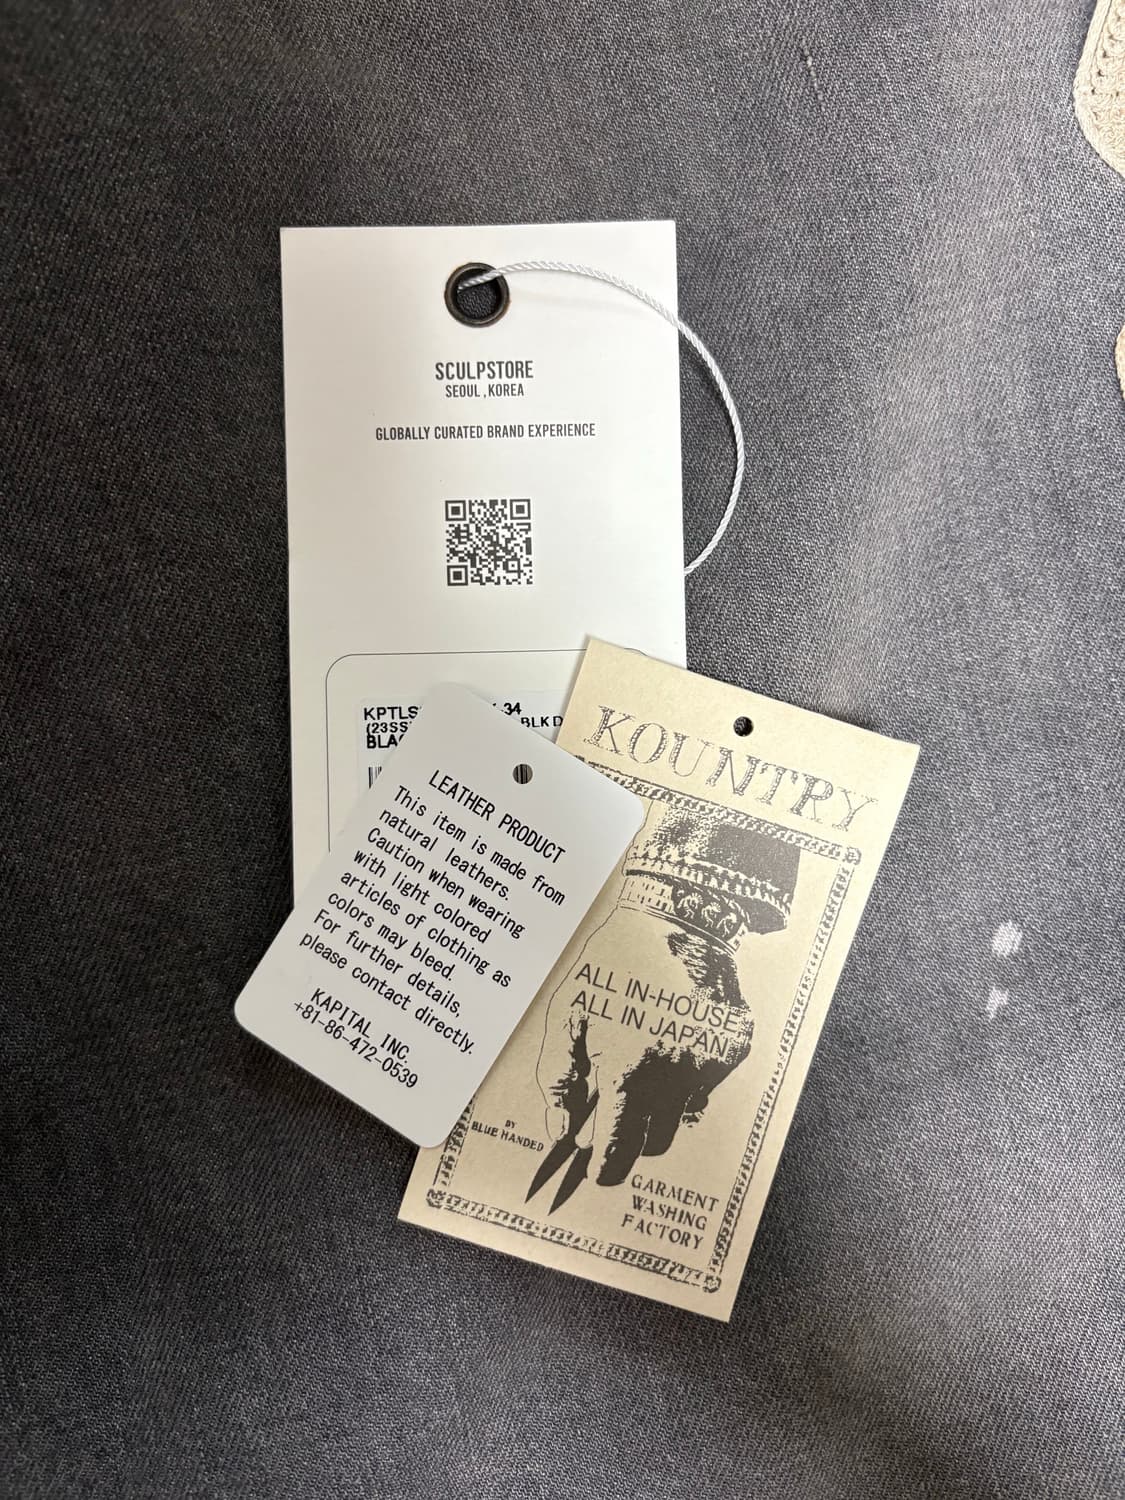 SCULPSTORE
SEOUL , KOREA
GLOBALLY CURATED BRAND EXPERIENCE
34
(23SS
BLK D
LEATHER PRODUCT
This item is made from
natural leathers.
Caution when wearing
with light colored
articles of clothing as
colors may bleed.
For further details,
please contact directly.
KAPITAL INC.
+81-86-472-0539
KOUNTRY
ALL IN-HOUSE
ALL IN JAPAN
BY
BLUE HANDED
GARMENT
WASHING
FACTORY